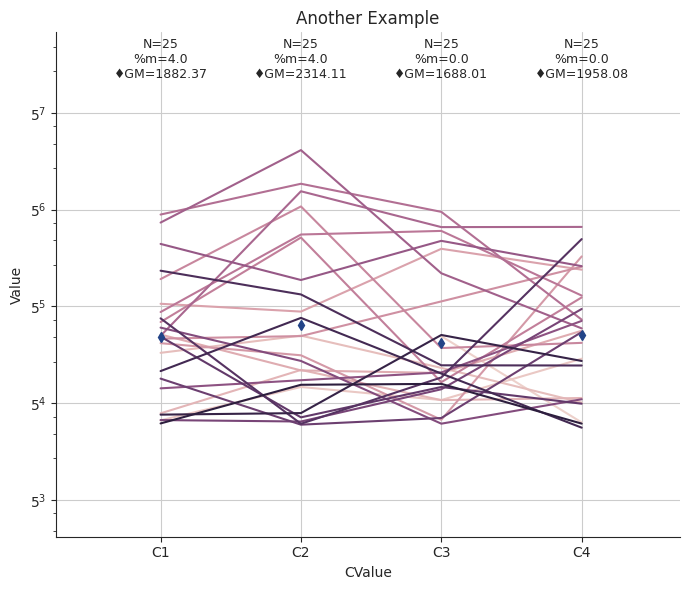 Another Example
N=25 N=25 N=25 N=25
%m=4.0 %m=4.0 %m=0.0 %m=0.0
♦GM=1882.37 ♦GM=2314.11 ♦GM=1688.01 ♦GM=1958.08
5⁷
5⁶
5⁵
5⁴
5³
Value
C1 C2 C3 C4
CValue